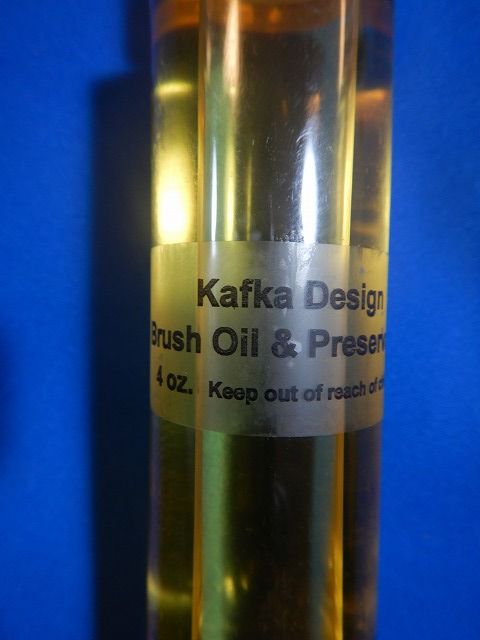 Kafka Design
Brush Oil & Preserv
4 oz. Keep out of reach of c